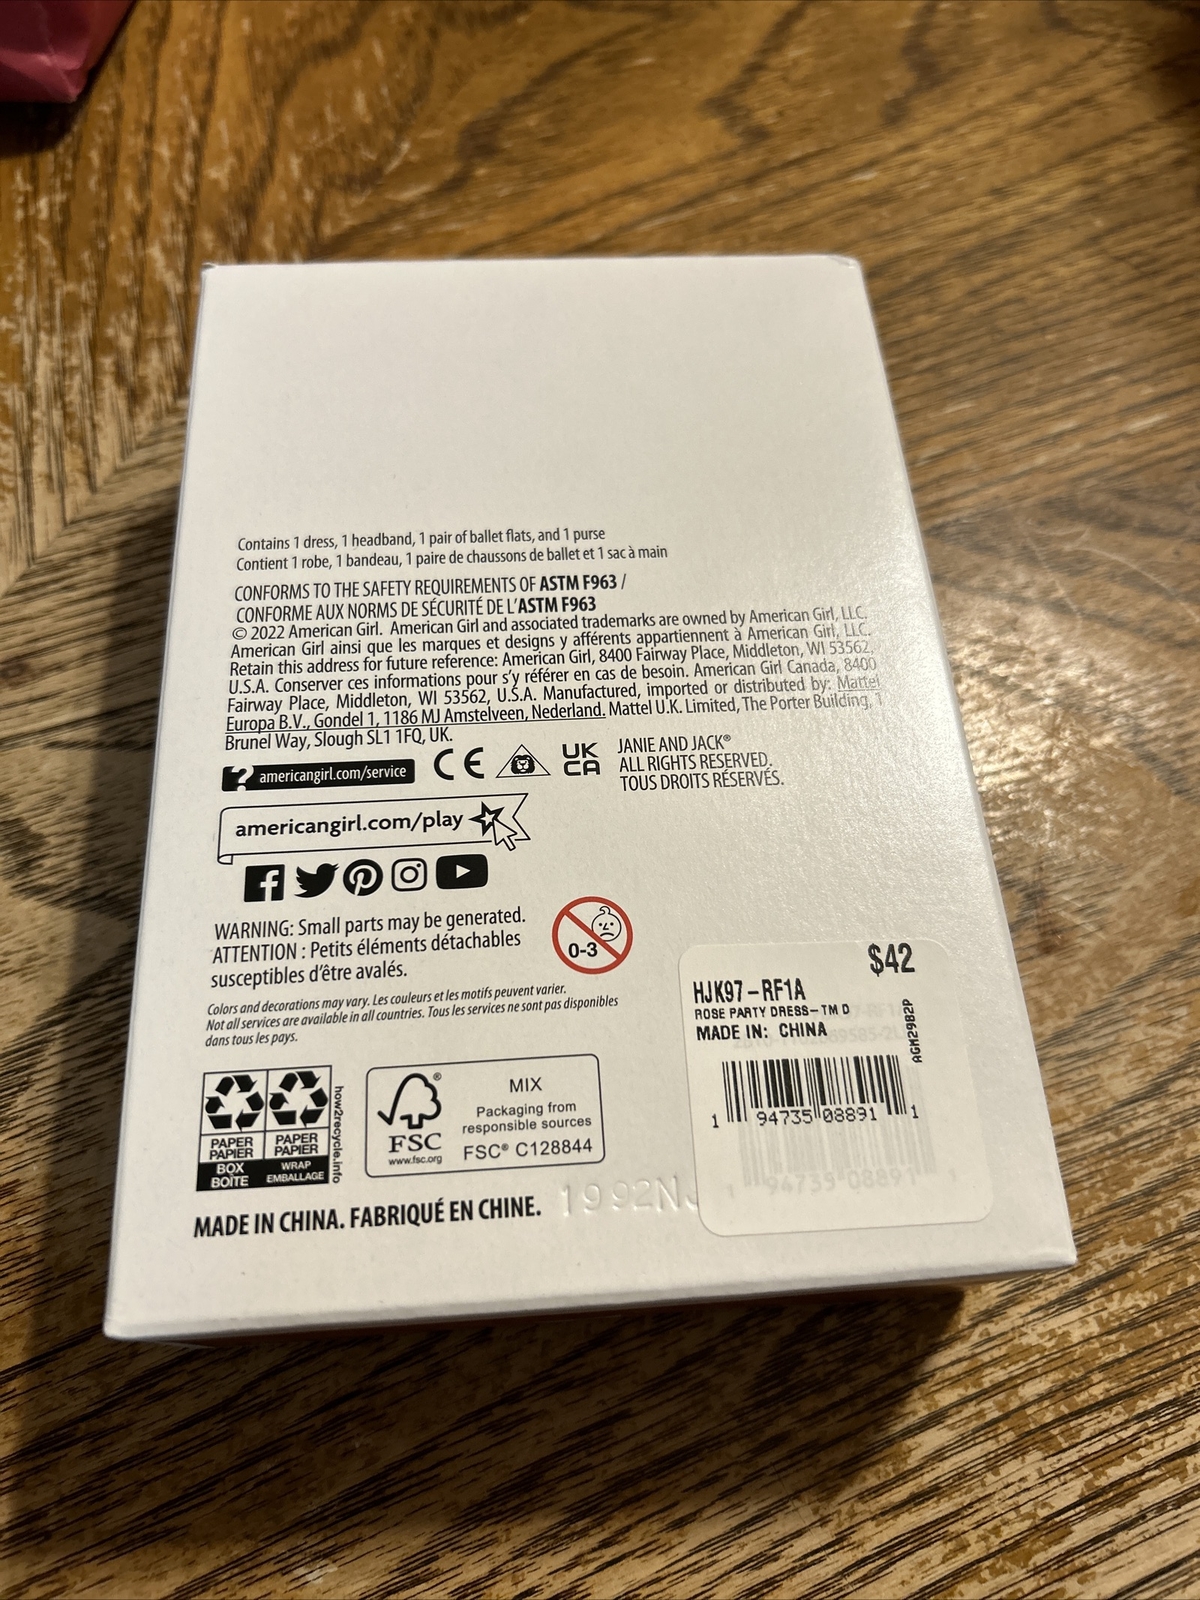 Contains 1 dress, 1 headband, 1 pair of ballet flats, and 1 purse
Contient 1 robe, 1 bandeau, 1 paire de chaussons de ballet et 1 sac à main
CONFORMS TO THE SAFETY REQUIREMENTS OF ASTM F963 /
CONFORME AUX NORMS DE SÉCURITÉ DE L'ASTM F963
© 2022 American Girl. American Girl and associated trademarks are owned by American Girl, LLC.
American Girl ainsi que les marques et designs y afférents appartiennent à American Girl, LLC.
Retain this address for future reference: American Girl, 8400 Fairway Place, Middleton, WI 53562,
U.S.A. Conserver ces informations pour s'y référer en cas de besoin. American Girl Canada, 8400
Fairway Place, Middleton, WI 53562, U.S.A. Manufactured, imported or distributed by: Mattel
Europa B.V., Gondel 1, 1186 MJ Amstelveen, Nederland. Mattel U.K. Limited, The Porter Building, 1
Brunel Way, Slough SL1 1FQ, UK.
? americangirl.com/service
CE
UK
CA
JANIE AND JACK®
ALL RIGHTS RESERVED.
TOUS DROITS RÉSERVÉS.
americangirl.com/play
WARNING: Small parts may be generated.
ATTENTION : Petits éléments détachables
susceptibles d'être avalés.
0-3
Colors and decorations may vary. Les couleurs et les motifs peuvent varier.
Not all services are available in all countries. Tous les services ne sont pas disponibles
dans tous les pays.
PAPER
PAPIER
BOX
BOÎTE
PAPER
PAPIER
WRAP
EMBALLAGE
how2recycle.info
FSC®
www.fsc.org
MIX
Packaging from
responsible sources
FSC® C128844
MADE IN CHINA. FABRIQUÉ EN CHINE.
1992NJ
$42
HJK97-RF1A
ROSE PARTY DRESS-TM D
MADE IN: CHINA
AGM29B2P
1 94735 08891 1